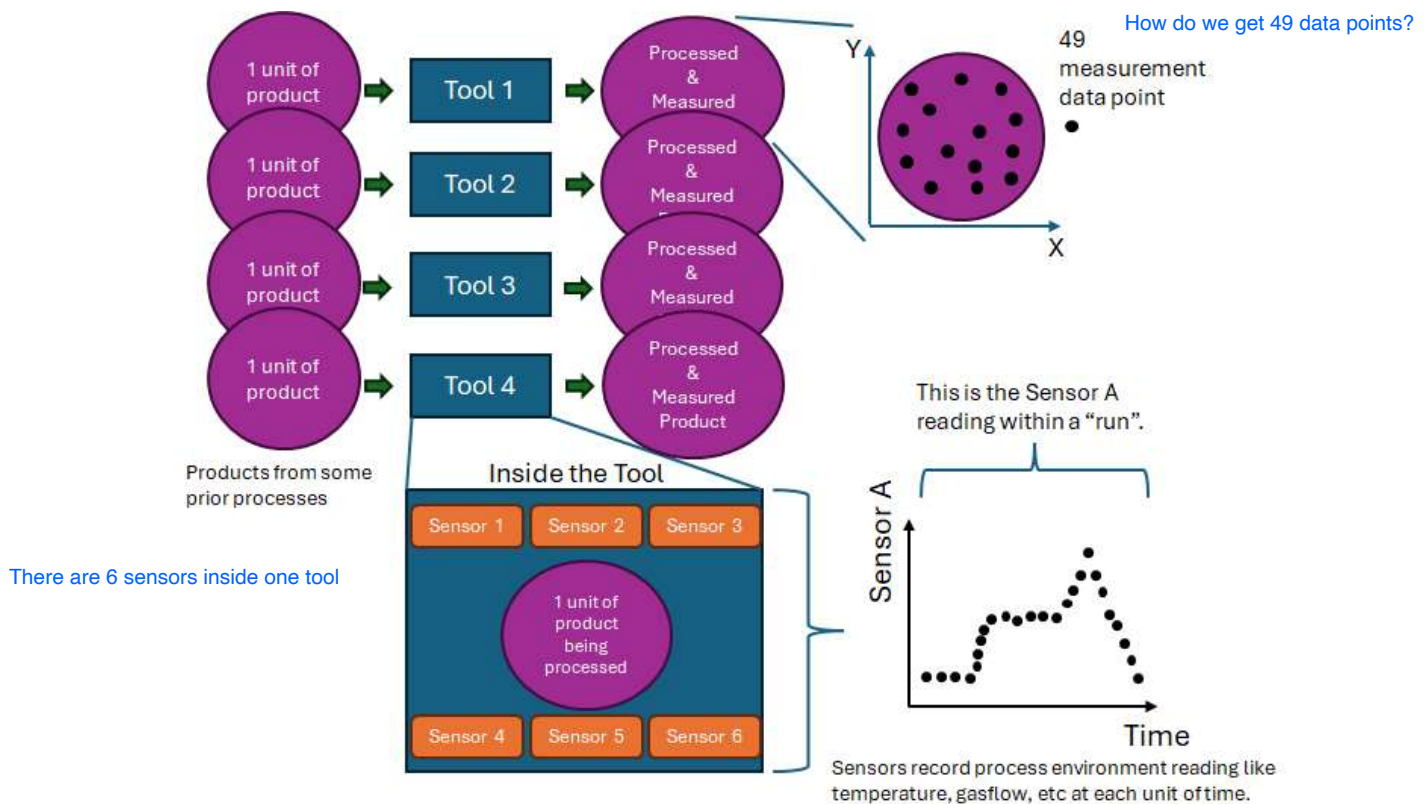 How do we get 49 data points?
1 unit of
product
Tool 1
Processed
&
Measured
1 unit of
product
Tool 2
Processed
&
Measured
1 unit of
product
Tool 3
Processed
&
Measured
1 unit of
product
Tool 4
Processed
&
Measured
Product
Y
X
49
measurement
data point
Products from some
prior processes
Inside the Tool
Sensor 1
Sensor 2
Sensor 3
1 unit of
product
being
processed
Sensor 4
Sensor 5
Sensor 6
There are 6 sensors inside one tool
This is the Sensor A
reading within a “run”.
Sensor A
Time
Sensors record process environment reading like
temperature, gasflow, etc at each unit of time.